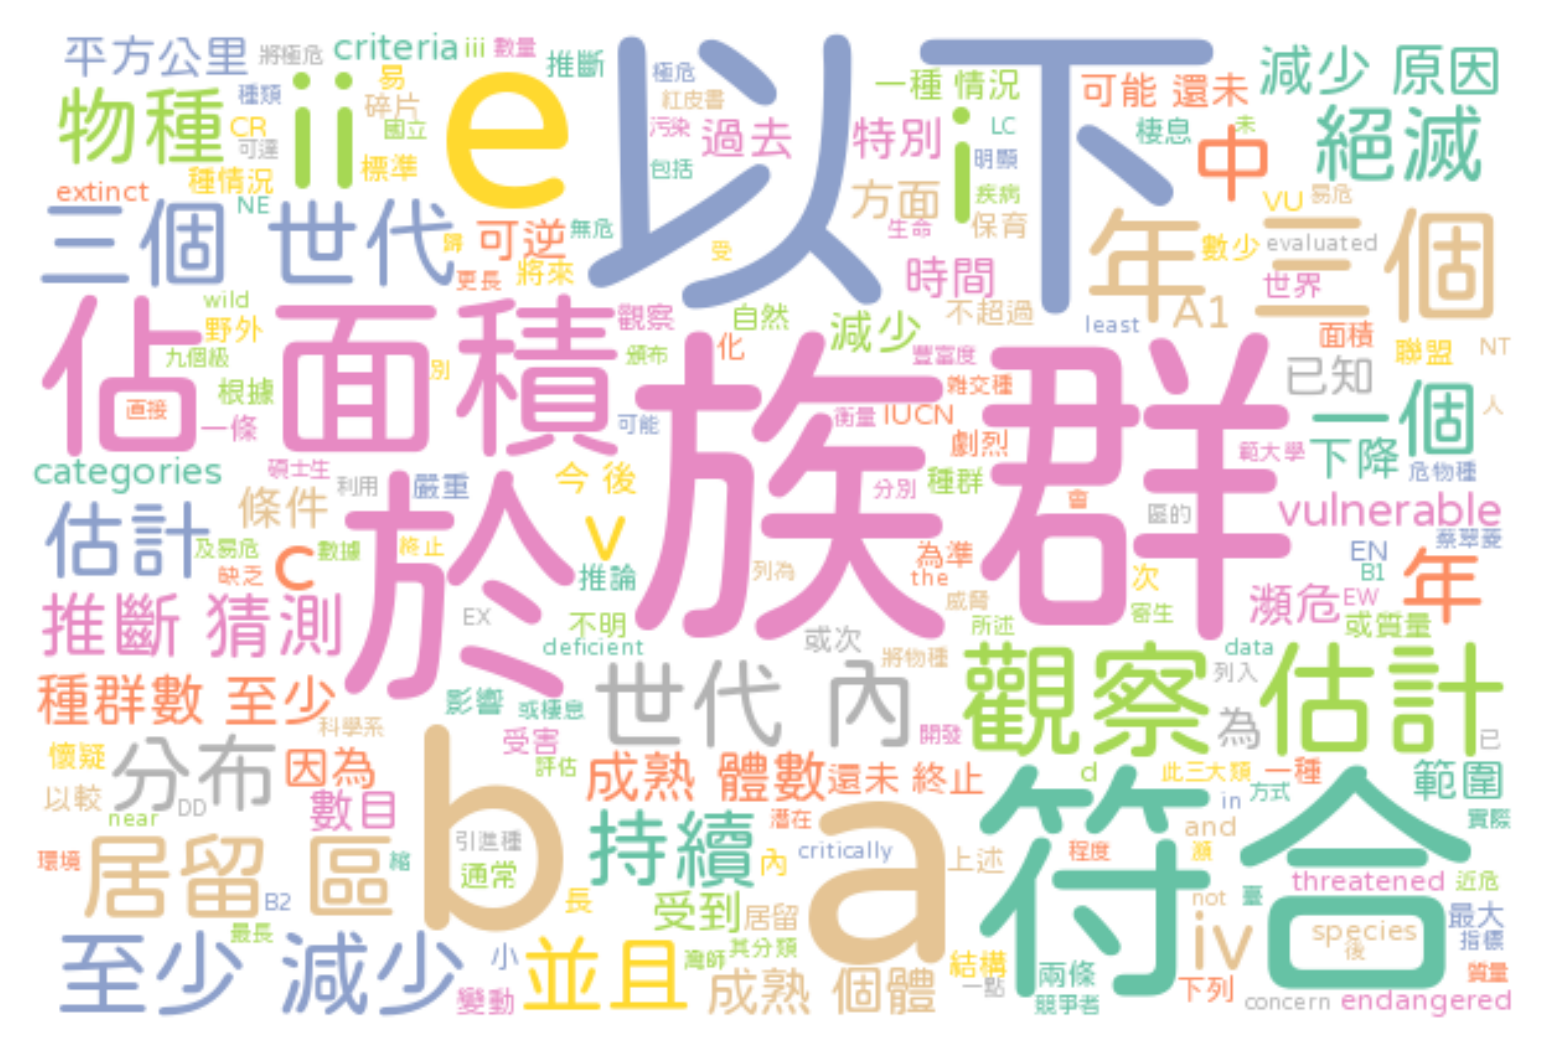 平方公里
將極危
criteria
iii
數量
推斷
極危
紅皮書
以下
一種 情況
可能 還未
減少 原因
物種
種類
CR
可達
ii
易
碎片
國立
標準
e
污染
包括
過去
特別
i
LC
明顯
疾病
棲息
未
中
絕滅
extinct
種情況
NE
方面
保育
生命
VU
易危
三個 世代
歸
可逆
無危
更長
將來
受
時間
年
數少
evaluated
世界
三個
wild
野外
九個級
佔
面積
觀察
頒布
自然
減少
不超過
A1
least
面積
聯盟
NT
根據
直接
一條
別
可能
族群
化
豐富度
雜交種
衡量
IUCN
劇烈
已知
一個
人
範大學
下降
危物種
categories
碩士生
利用
嚴重
今 後
分別
種群
會
區的
vulnerable
條件
估計
及易危
缺乏
c
數據
終止
於
v
推論
列為
為準
the
威脅
次
寄生
EN
B1
蔡翠菱
年
瀕危
EW
或質量
推斷 猜測
EX
不明
deficient
或次
所述
將物種
data
列入
種群數 至少
科學系
影響
或棲息
世代 內
觀察
估計
為
已
開發
懷疑
分布
因為
受害
評估
成熟 體數
還未 終止
d
此三大類
一種
範圍
以較
near
DD
數目
b
引進種
通常
持續
潛在
內
critically
a
上述
符合
in
方式
and
程度
瀕
實際
環境
居留 區
縮
B2
長
受到
居留
not
臺
threatened
近危
species
後
最大
指標
最長
至少 減少
小
變動
並且
灣師
其分類
成熟 個體
結構
一點
兩條
競爭者
iv
下列
concern
endangered
質量